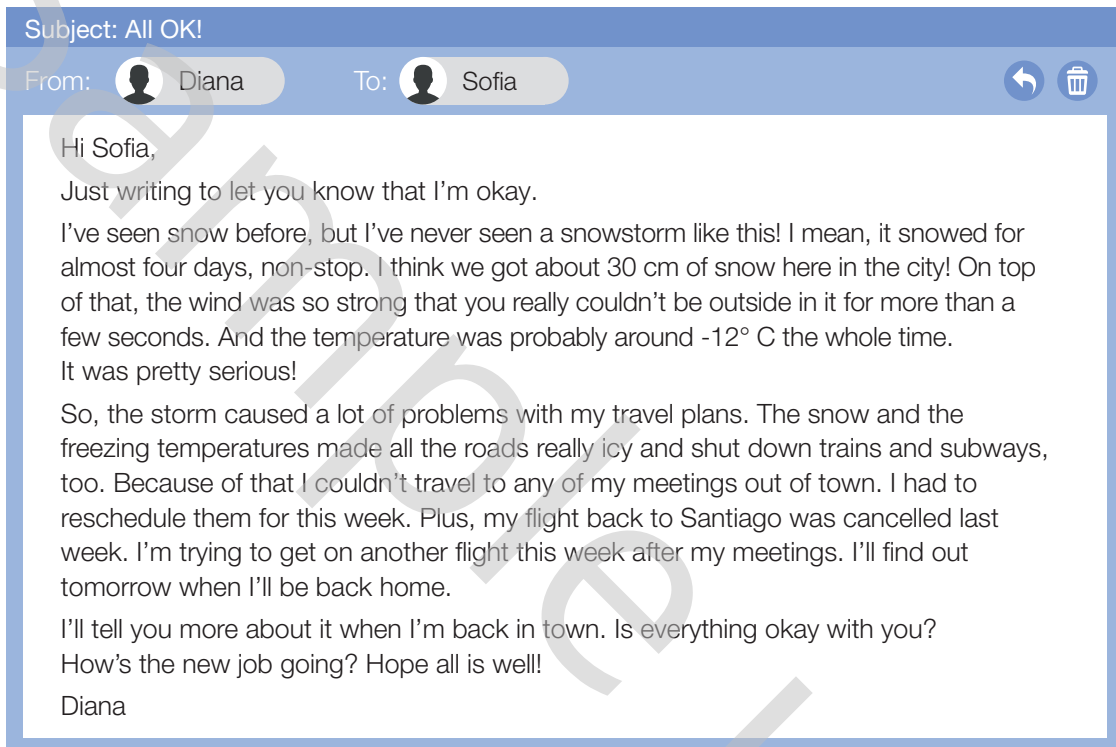 Subject: All OK!
From: Diana To: Sofia
Hi Sofia,
Just writing to let you know that I’m okay.
I’ve seen snow before, but I’ve never seen a snowstorm like this! I mean, it snowed for
almost four days, non-stop. I think we got about 30 cm of snow here in the city! On top
of that, the wind was so strong that you really couldn’t be outside in it for more than a
few seconds. And the temperature was probably around -12° C the whole time.
It was pretty serious!
So, the storm caused a lot of problems with my travel plans. The snow and the
freezing temperatures made all the roads really icy and shut down trains and subways,
too. Because of that I couldn’t travel to any of my meetings out of town. I had to
reschedule them for this week. Plus, my flight back to Santiago was cancelled last
week. I’m trying to get on another flight this week after my meetings. I’ll find out
tomorrow when I’ll be back home.
I’ll tell you more about it when I’m back in town. Is everything okay with you?
How’s the new job going? Hope all is well!
Diana
Sample